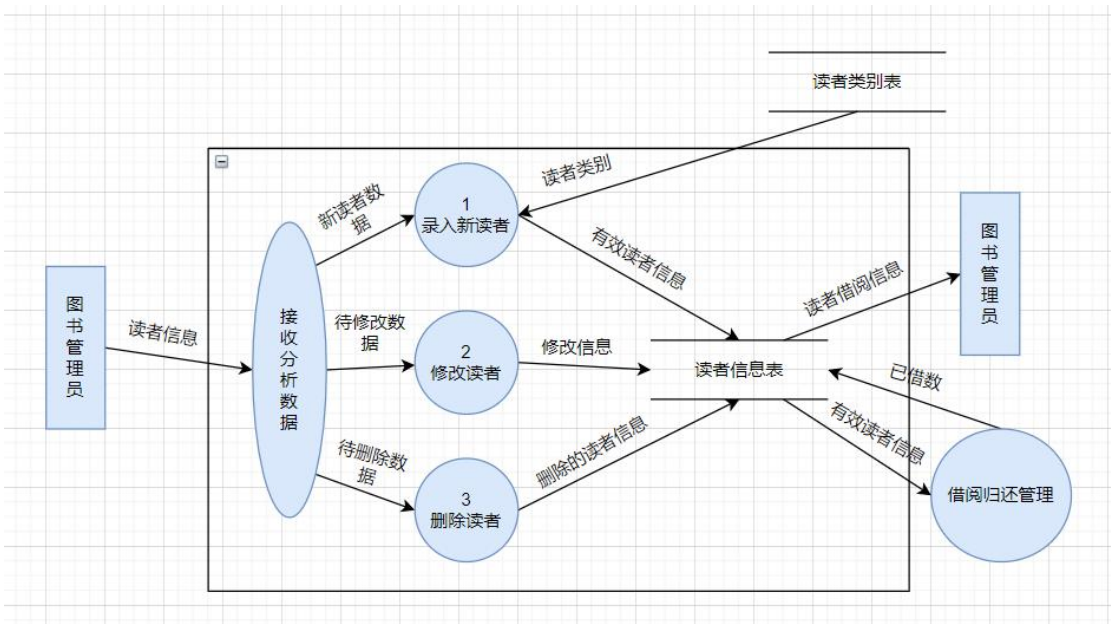 读者类别表
读者类别
1
录入新读者
新读者数
据
有效读者信息
图书管理员
读者信息
接收分析数据
待修改数
据
2
修改读者
修改信息
读者信息表
读者借阅信息
图书管理员
已借数
有效读者信息
借阅归还管理
待删除数
据
3
删除读者
删除的读者信息